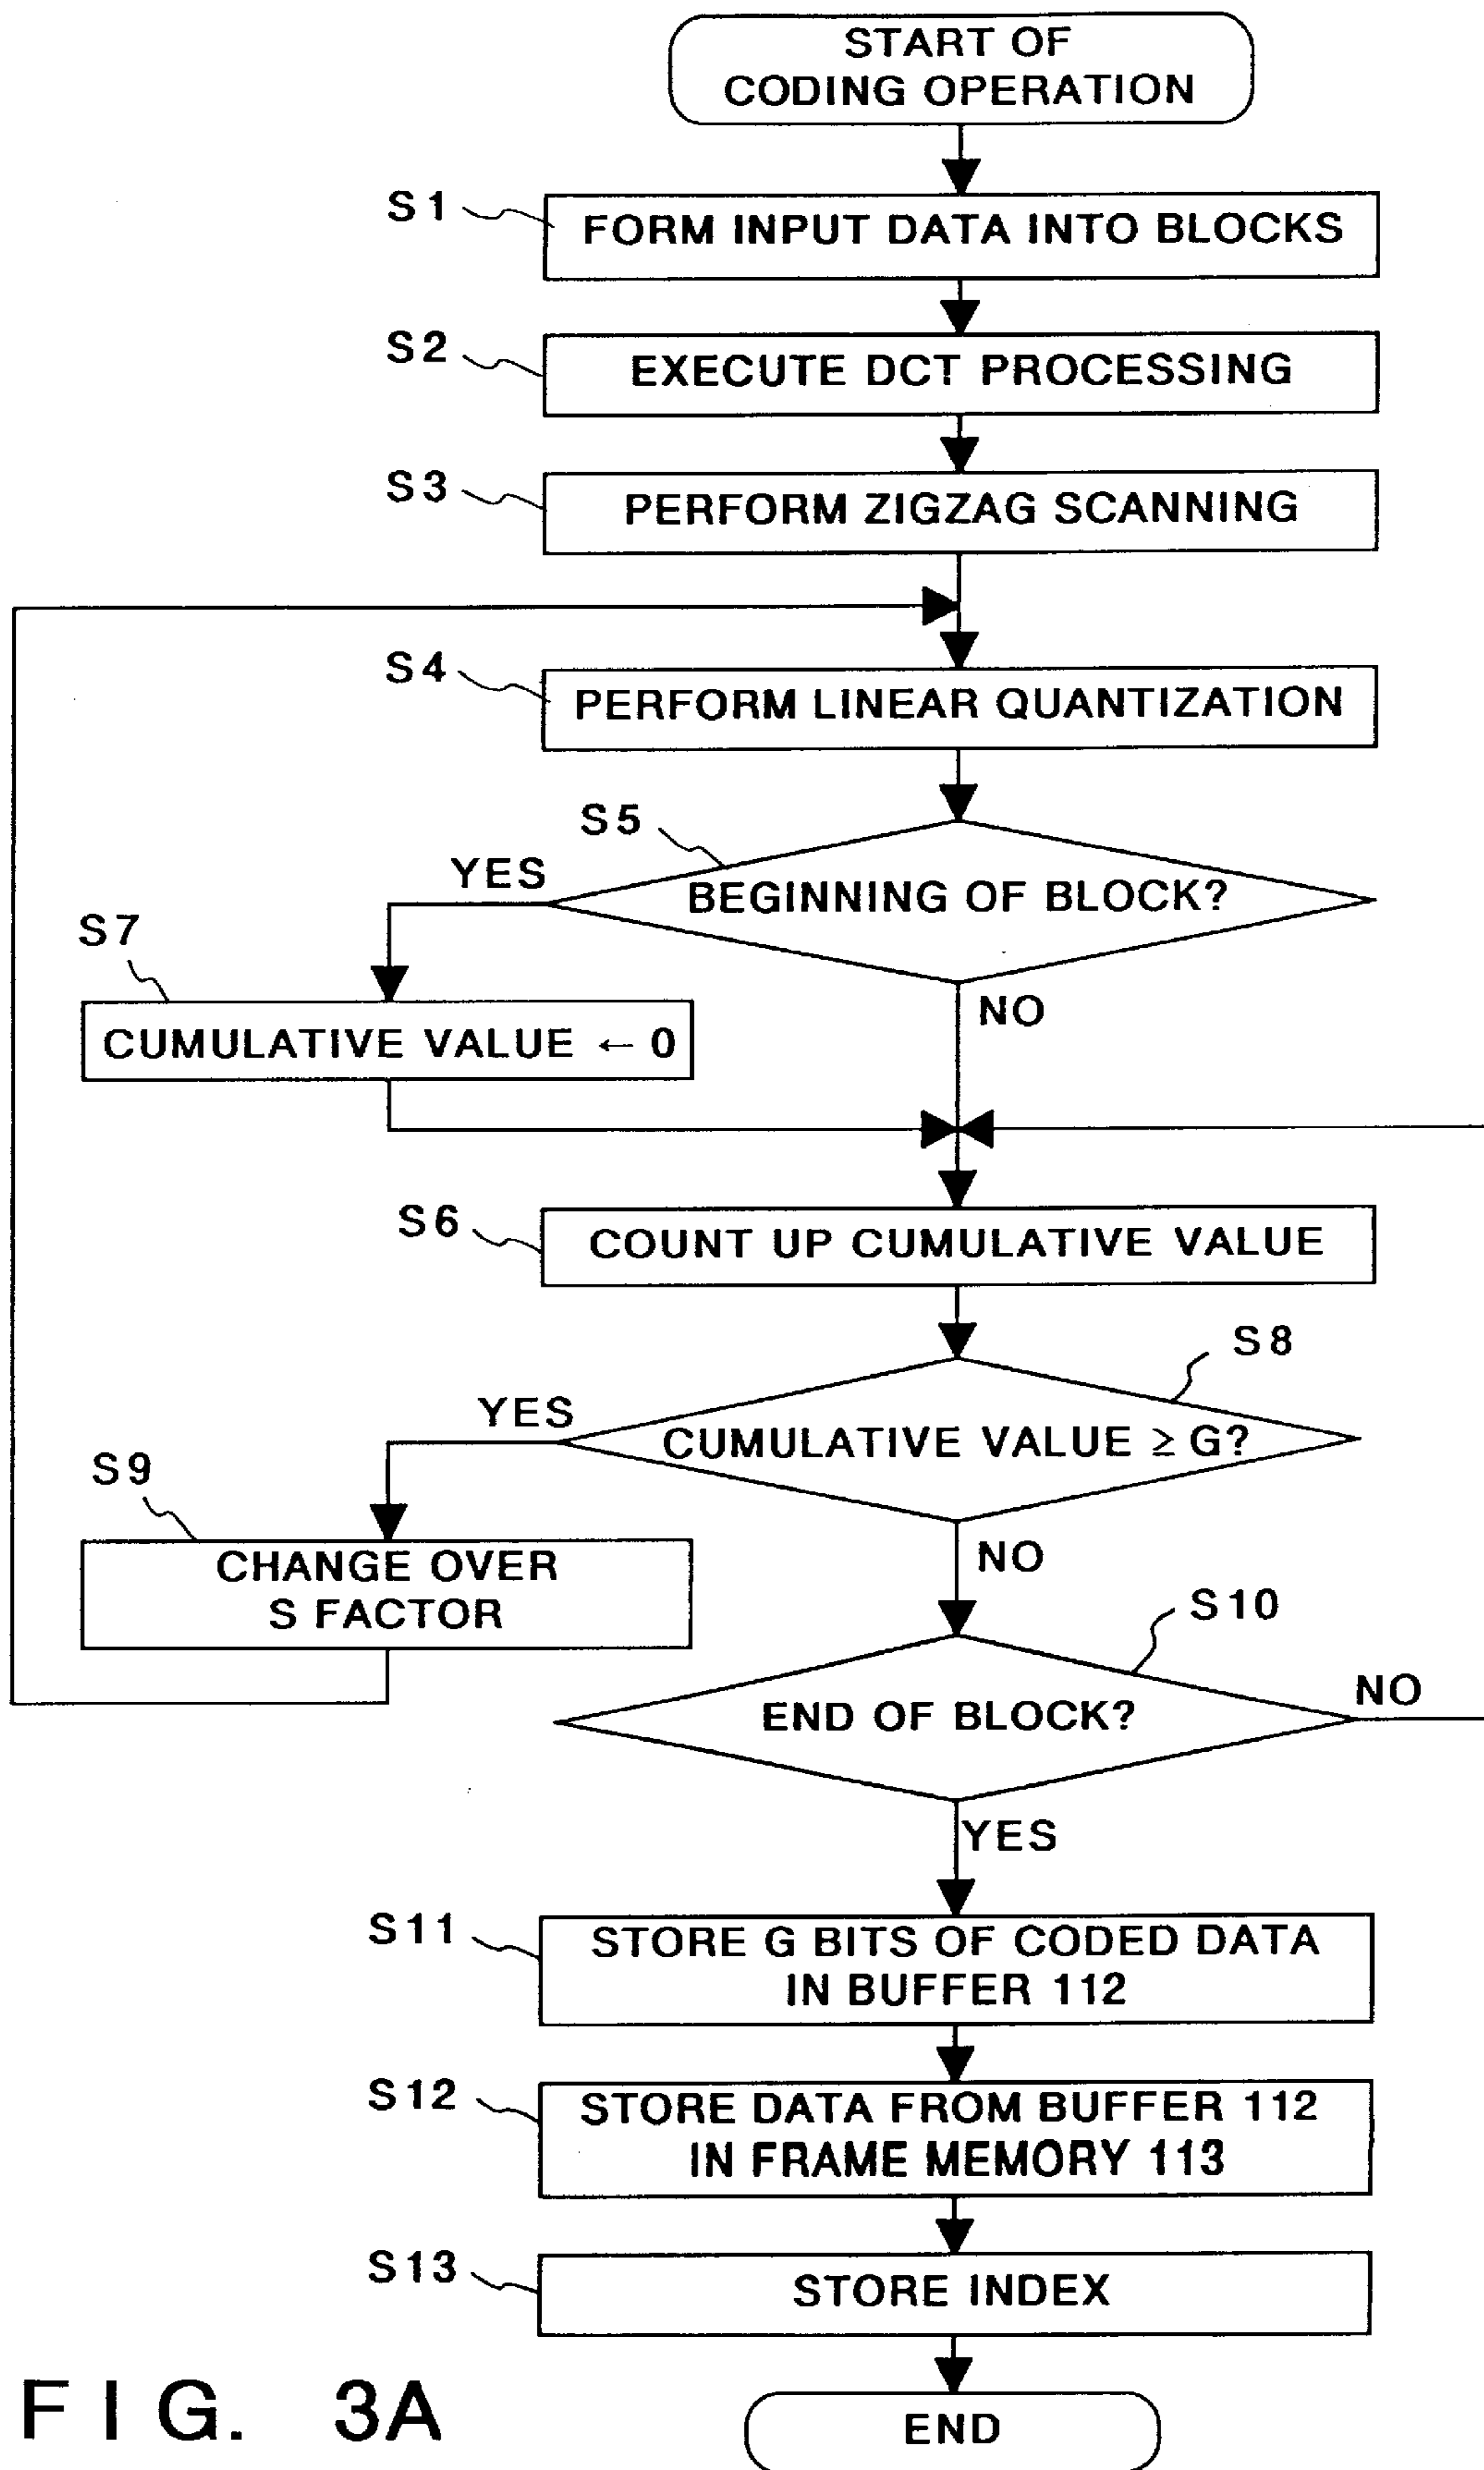 START OF
CODING OPERATION
S1
FORM INPUT DATA INTO BLOCKS
S2
EXECUTE DCT PROCESSING
S3
PERFORM ZIGZAG SCANNING
S4
PERFORM LINEAR QUANTIZATION
S5
YES
BEGINNING OF BLOCK?
S7
NO
CUMULATIVE VALUE ← 0
S6
COUNT UP CUMULATIVE VALUE
S8
YES
CUMULATIVE VALUE ≥ G?
S9
NO
CHANGE OVER
S FACTOR
S10
NO
END OF BLOCK?
YES
S11
STORE G BITS OF CODED DATA
IN BUFFER 112
S12
STORE DATA FROM BUFFER 112
IN FRAME MEMORY 113
S13
STORE INDEX
END
FIG. 3A